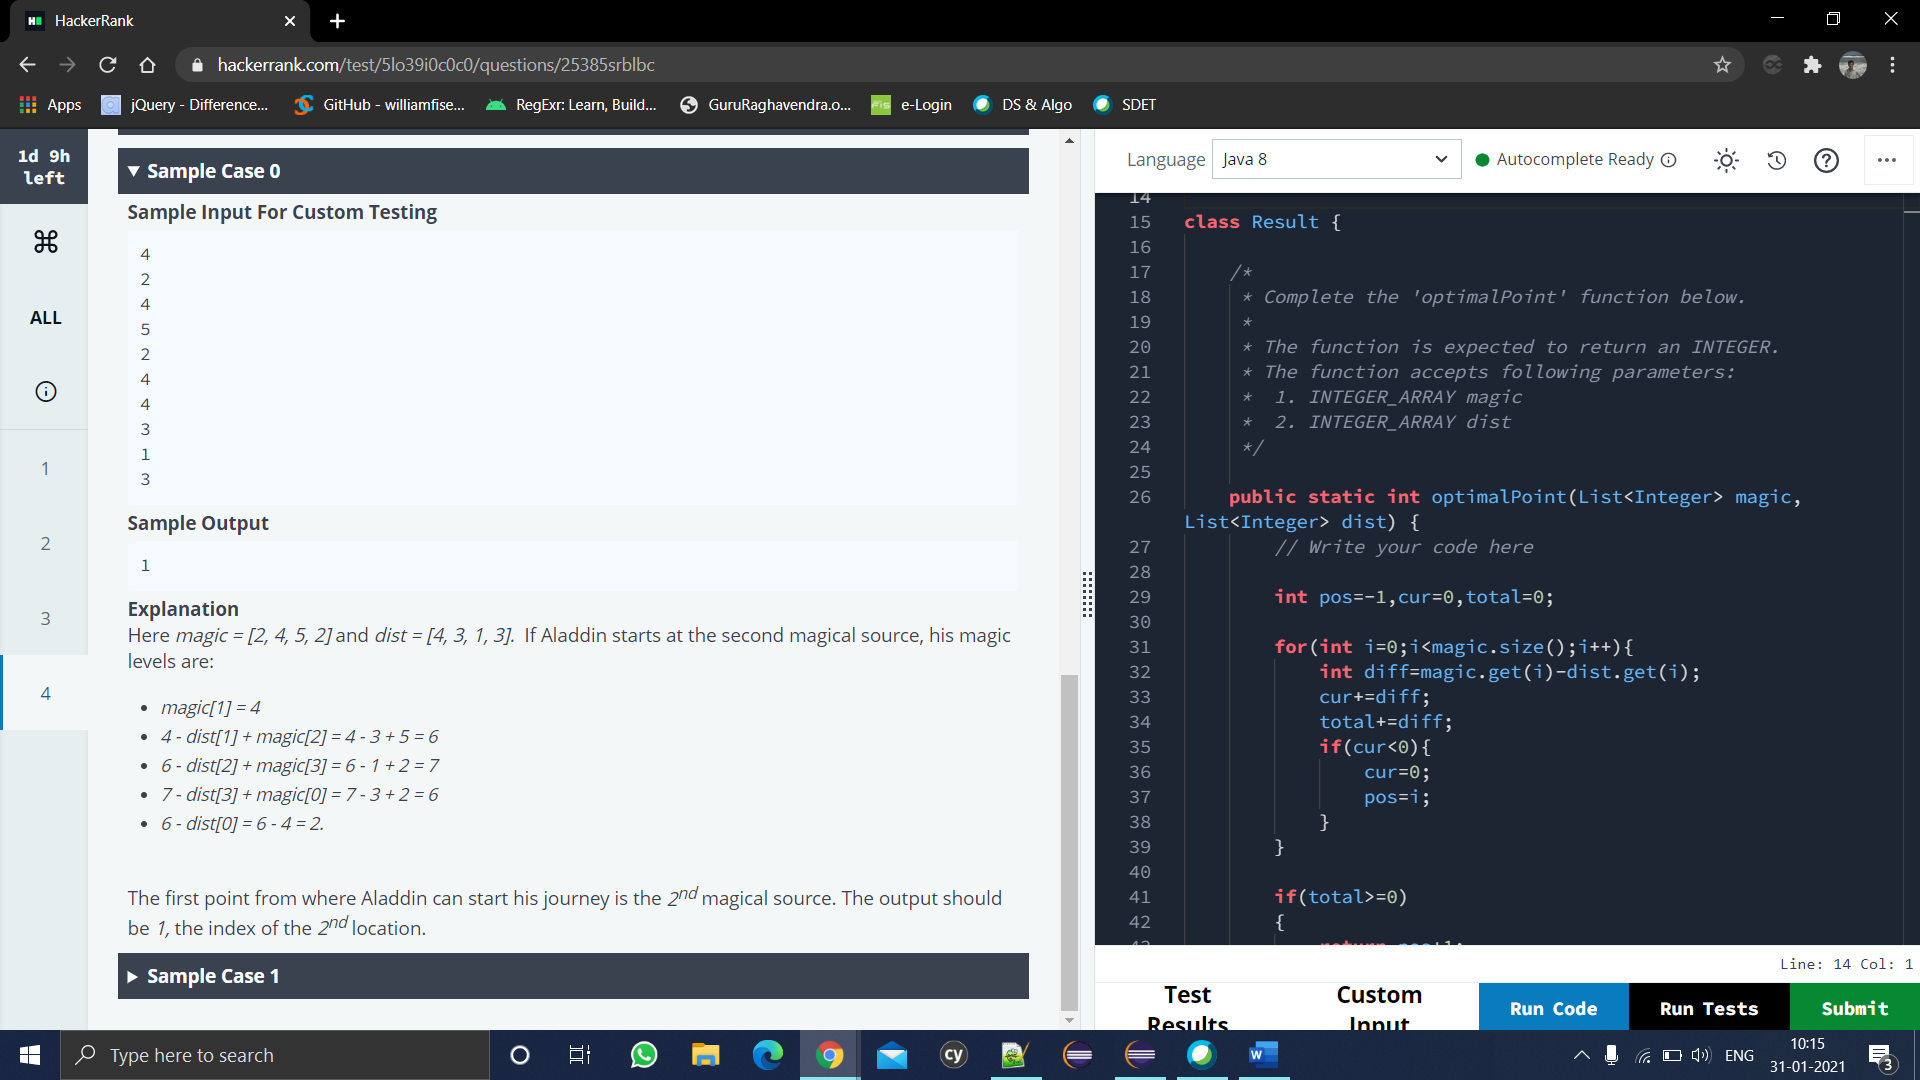 HackerRank
hackerrank.com/test/5lo39i0c0c0/questions/25385srblbc
Apps
jQuery - Difference...
GitHub - williamfise...
RegExr: Learn, Build...
GuruRaghavendra.o...
fis
e-Login
DS & Algo
SDET
1d 9h
left
ALL
1
2
3
4
Sample Case 0
Sample Input For Custom Testing
4
2
4
5
2
4
4
3
1
3
Sample Output
1
Explanation
Here magic = [2, 4, 5, 2] and dist = [4, 3, 1, 3].  If Aladdin starts at the second magical source, his magic
levels are:
• magic[1] = 4
• 4 - dist[1] + magic[2] = 4 - 3 + 5 = 6
• 6 - dist[2] + magic[3] = 6 - 1 + 2 = 7
• 7 - dist[3] + magic[0] = 7 - 3 + 2 = 6
• 6 - dist[0] = 6 - 4 = 2.
The first point from where Aladdin can start his journey is the 2nd magical source. The output should
be 1, the index of the 2nd location.
Sample Case 1
Language
Java 8
Autocomplete Ready
14
15 class Result {
16
17 /*
18 * Complete the 'optimalPoint' function below.
19 *
20 * The function is expected to return an INTEGER.
21 * The function accepts following parameters:
22 *  1. INTEGER_ARRAY magic
23 *  2. INTEGER_ARRAY dist
24 */
25
26 public static int optimalPoint(List<Integer> magic,
List<Integer> dist) {
27 // Write your code here
28
29 int pos=-1,cur=0,total=0;
30
31 for(int i=0;i<magic.size();i++){
32 int diff=magic.get(i)-dist.get(i);
33 cur+=diff;
34 total+=diff;
35 if(cur<0){
36 cur=0;
37 pos=i;
38 }
39 }
40
41 if(total>=0)
42 {
43 return pos+1;
Line: 14 Col: 1
Test
Results
Custom
Input
Run Code
Run Tests
Submit
Type here to search
cy
W
ENG
10:15
31-01-2021
3